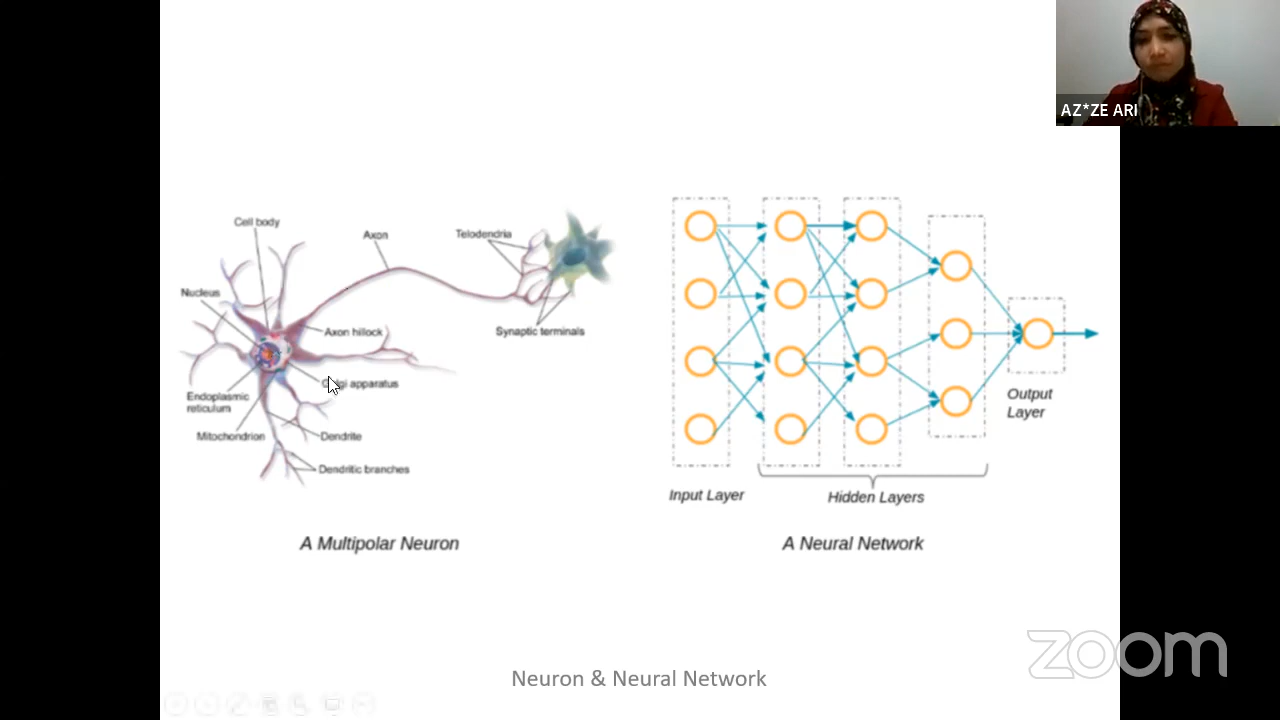 AZ*ZE ARI
Cell body
Axon
Telodendria
Nucleus
Axon hillock
Synaptic terminals
Golgi apparatus
Endoplasmic
reticulum
Mitochondrion
Dendrite
Dendritic branches
A Multipolar Neuron
Output
Layer
Input Layer
Hidden Layers
A Neural Network
zoom
Neuron & Neural Network